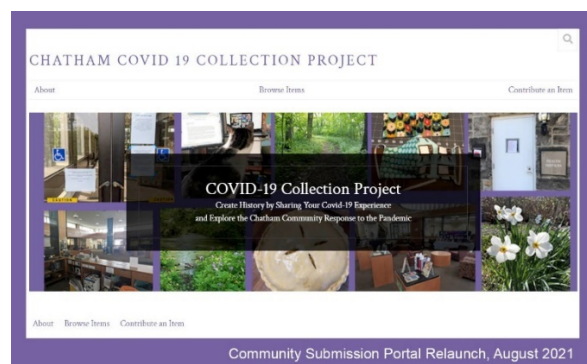 CHATHAM COVID 19 COLLECTION PROJECT
About Browse Items Contribute an Item
COVID-19 Collection Project
Create History by Sharing Your Covid-19 Experience
and Explore the Chatham Community Response to the Pandemic
About Browse Items Contribute an Item
Community Submission Portal Relaunch, August 2021